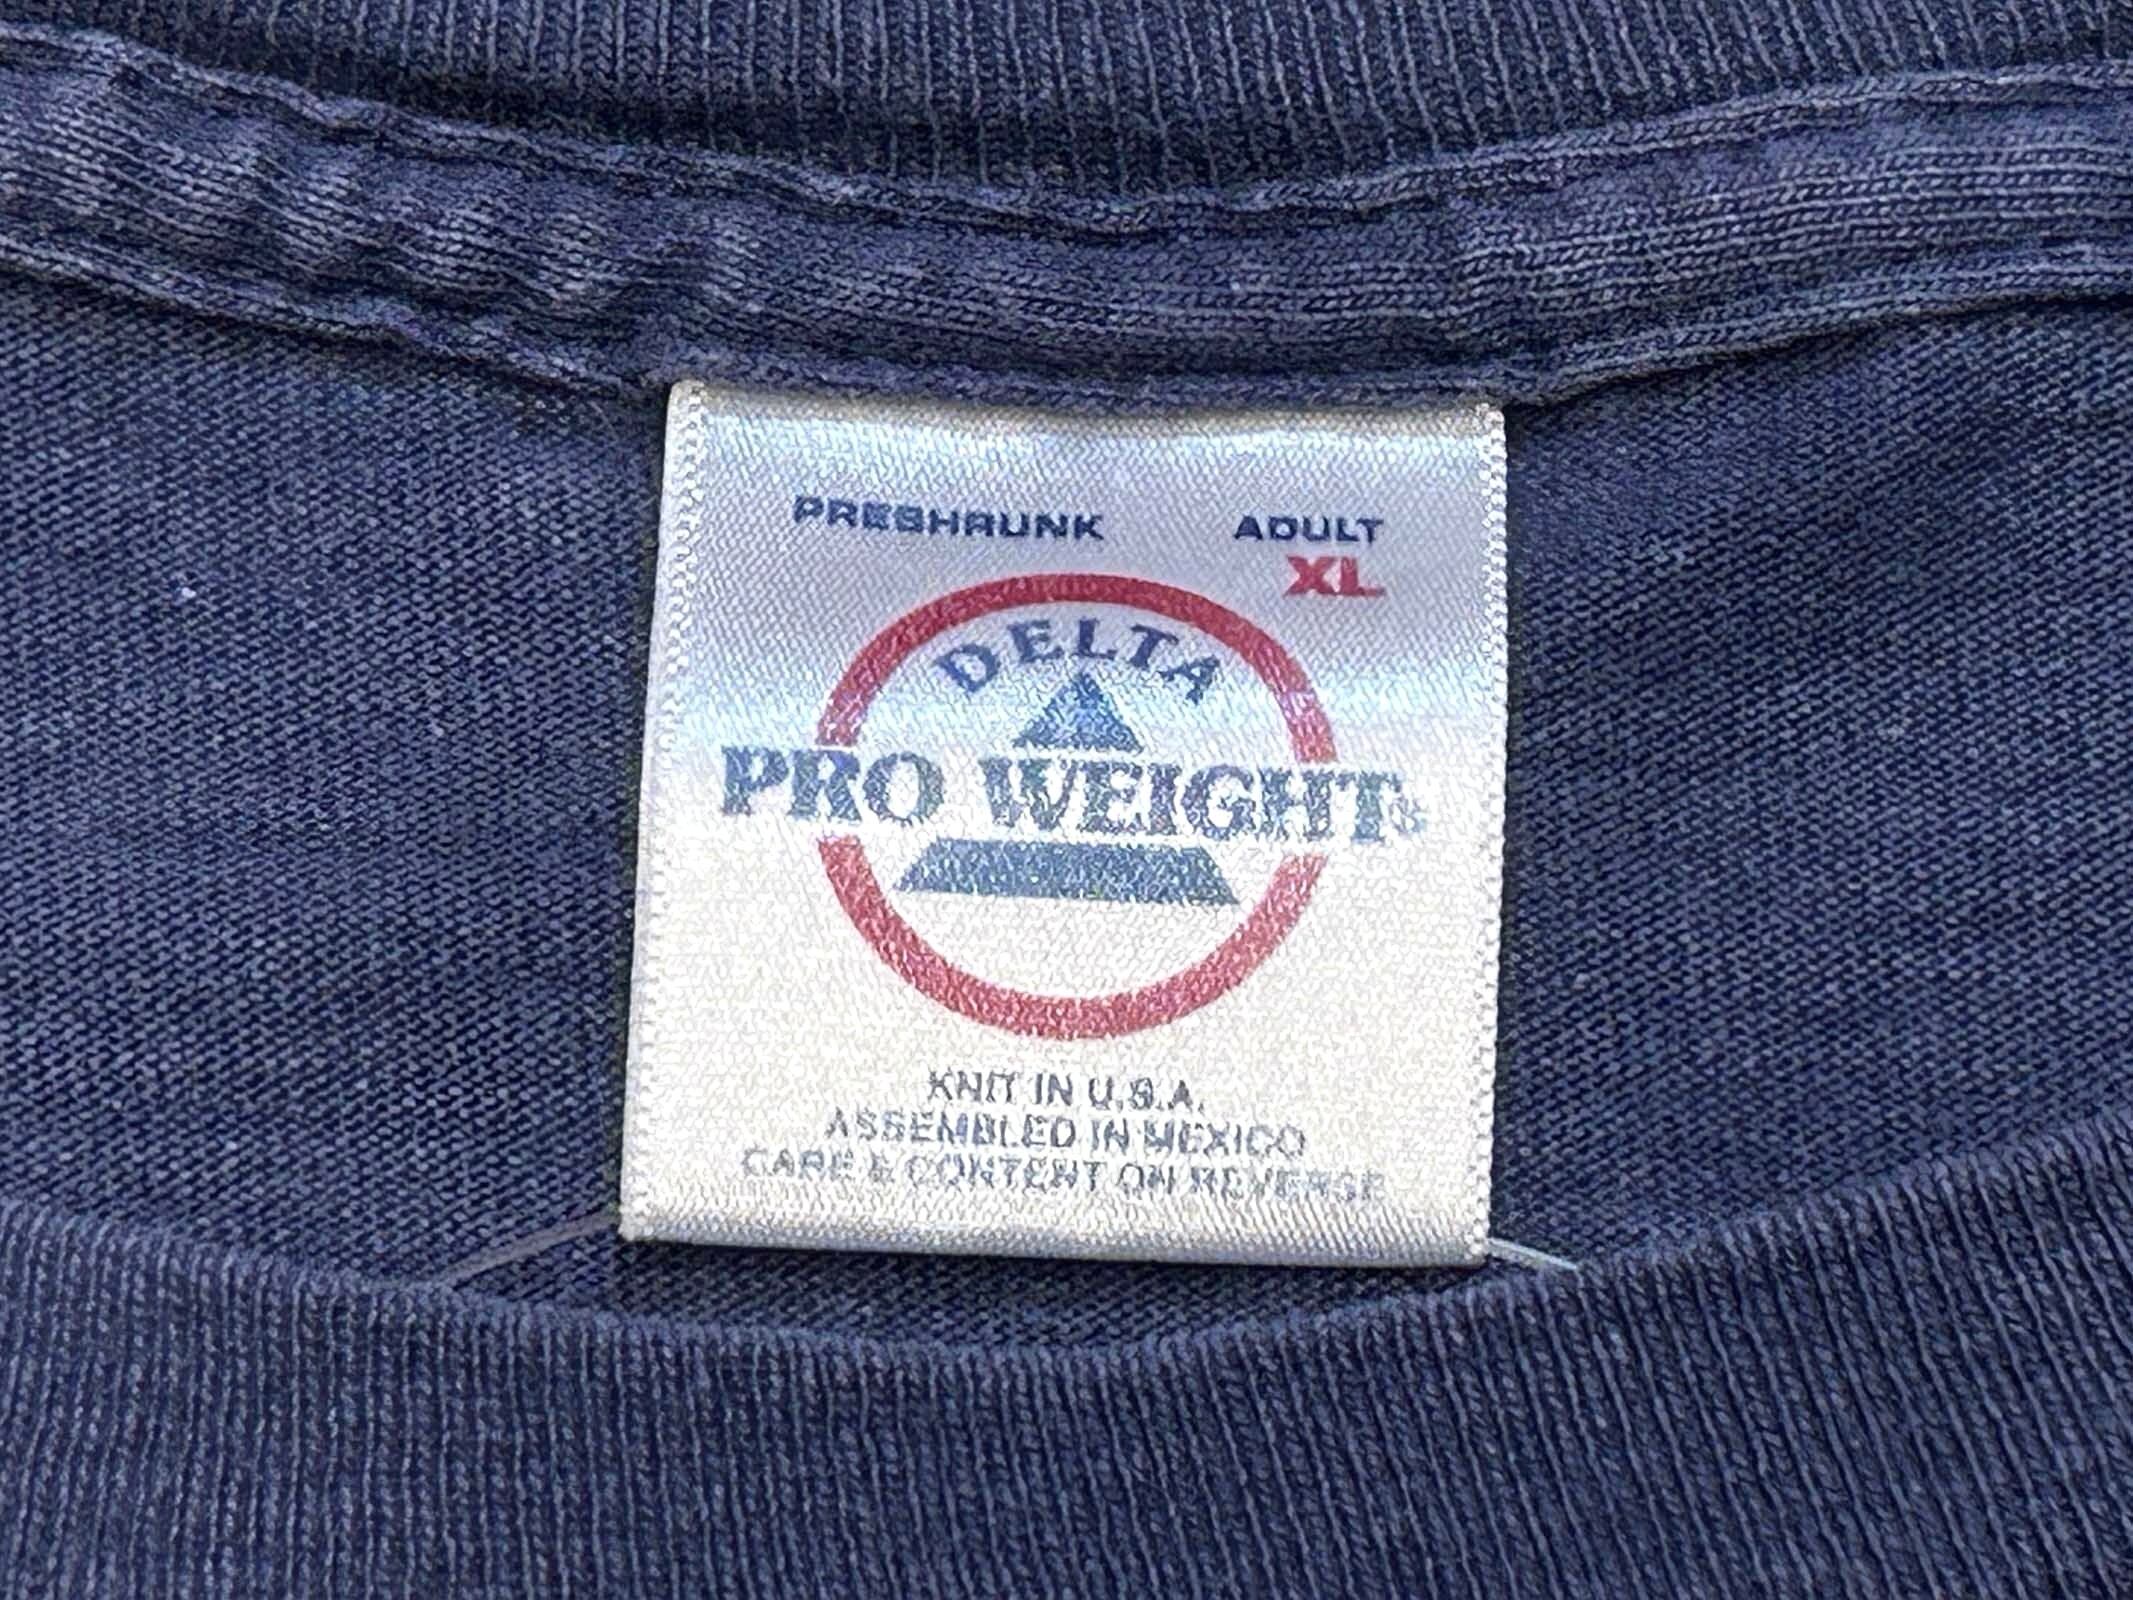 PRESHRUNK ADULT
XL
DELTA
PRO WEIGHT®
KNIT IN U.S.A.
ASSEMBLED IN MEXICO
CARE & CONTENT ON REVERSE